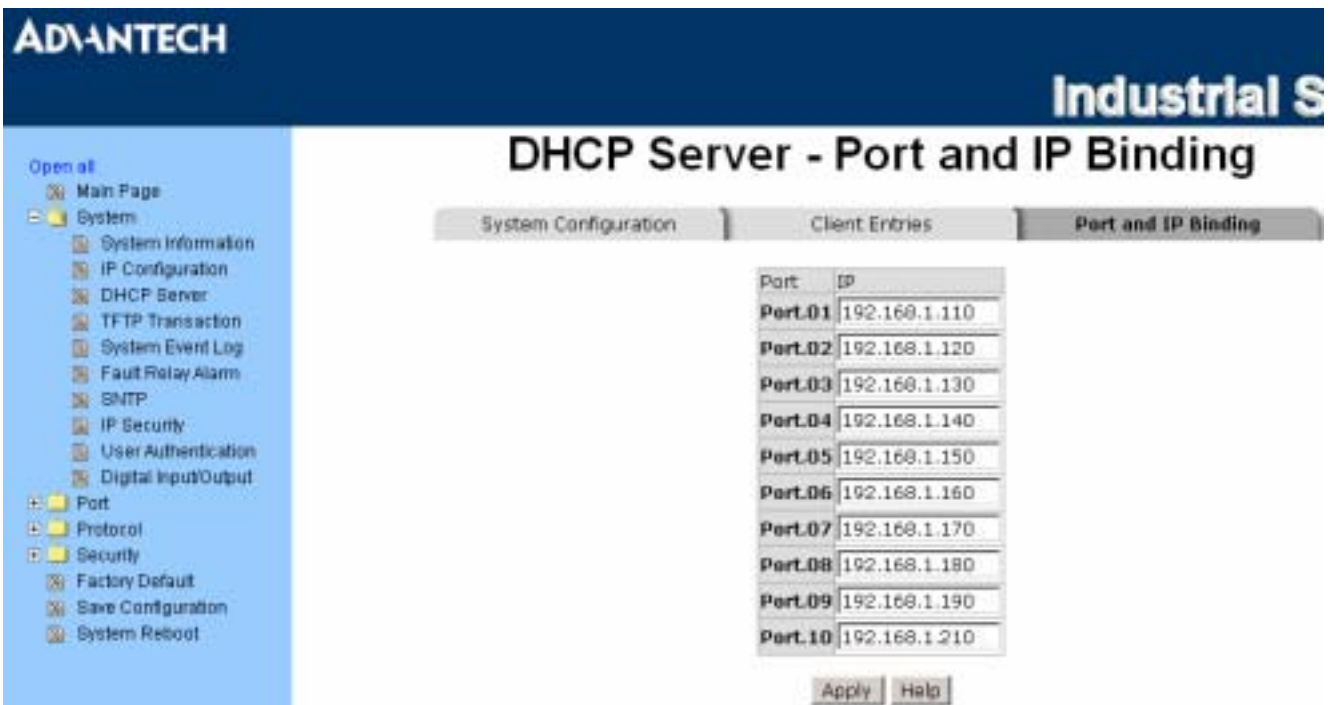 ADVANTECH
Industrial S
DHCP Server - Port and IP Binding
Open all
Main Page
System
System Information
IP Configuration
DHCP Server
TFTP Transaction
System Event Log
Fault Relay Alarm
SNTP
IP Security
User Authentication
Digital Input/Output
Port
Protocol
Security
Factory Default
Save Configuration
System Reboot
System Configuration
Client Entries
Port and IP Binding
Port IP
Port.01 192.168.1.110
Port.02 192.168.1.120
Port.03 192.168.1.130
Port.04 192.168.1.140
Port.05 192.168.1.150
Port.06 192.168.1.160
Port.07 192.168.1.170
Port.08 192.168.1.180
Port.09 192.168.1.190
Port.10 192.168.1.210
Apply Help